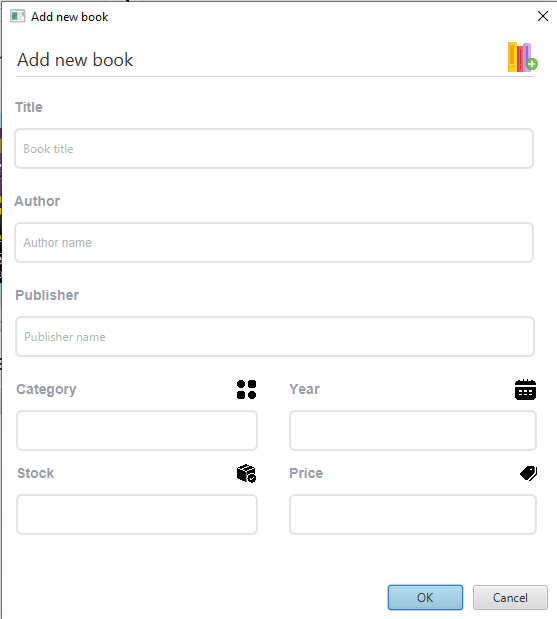 Add new book
Add new book
Title
Book title
Author
Author name
Publisher
Publisher name
Category
Year
Stock
Price
OK
Cancel